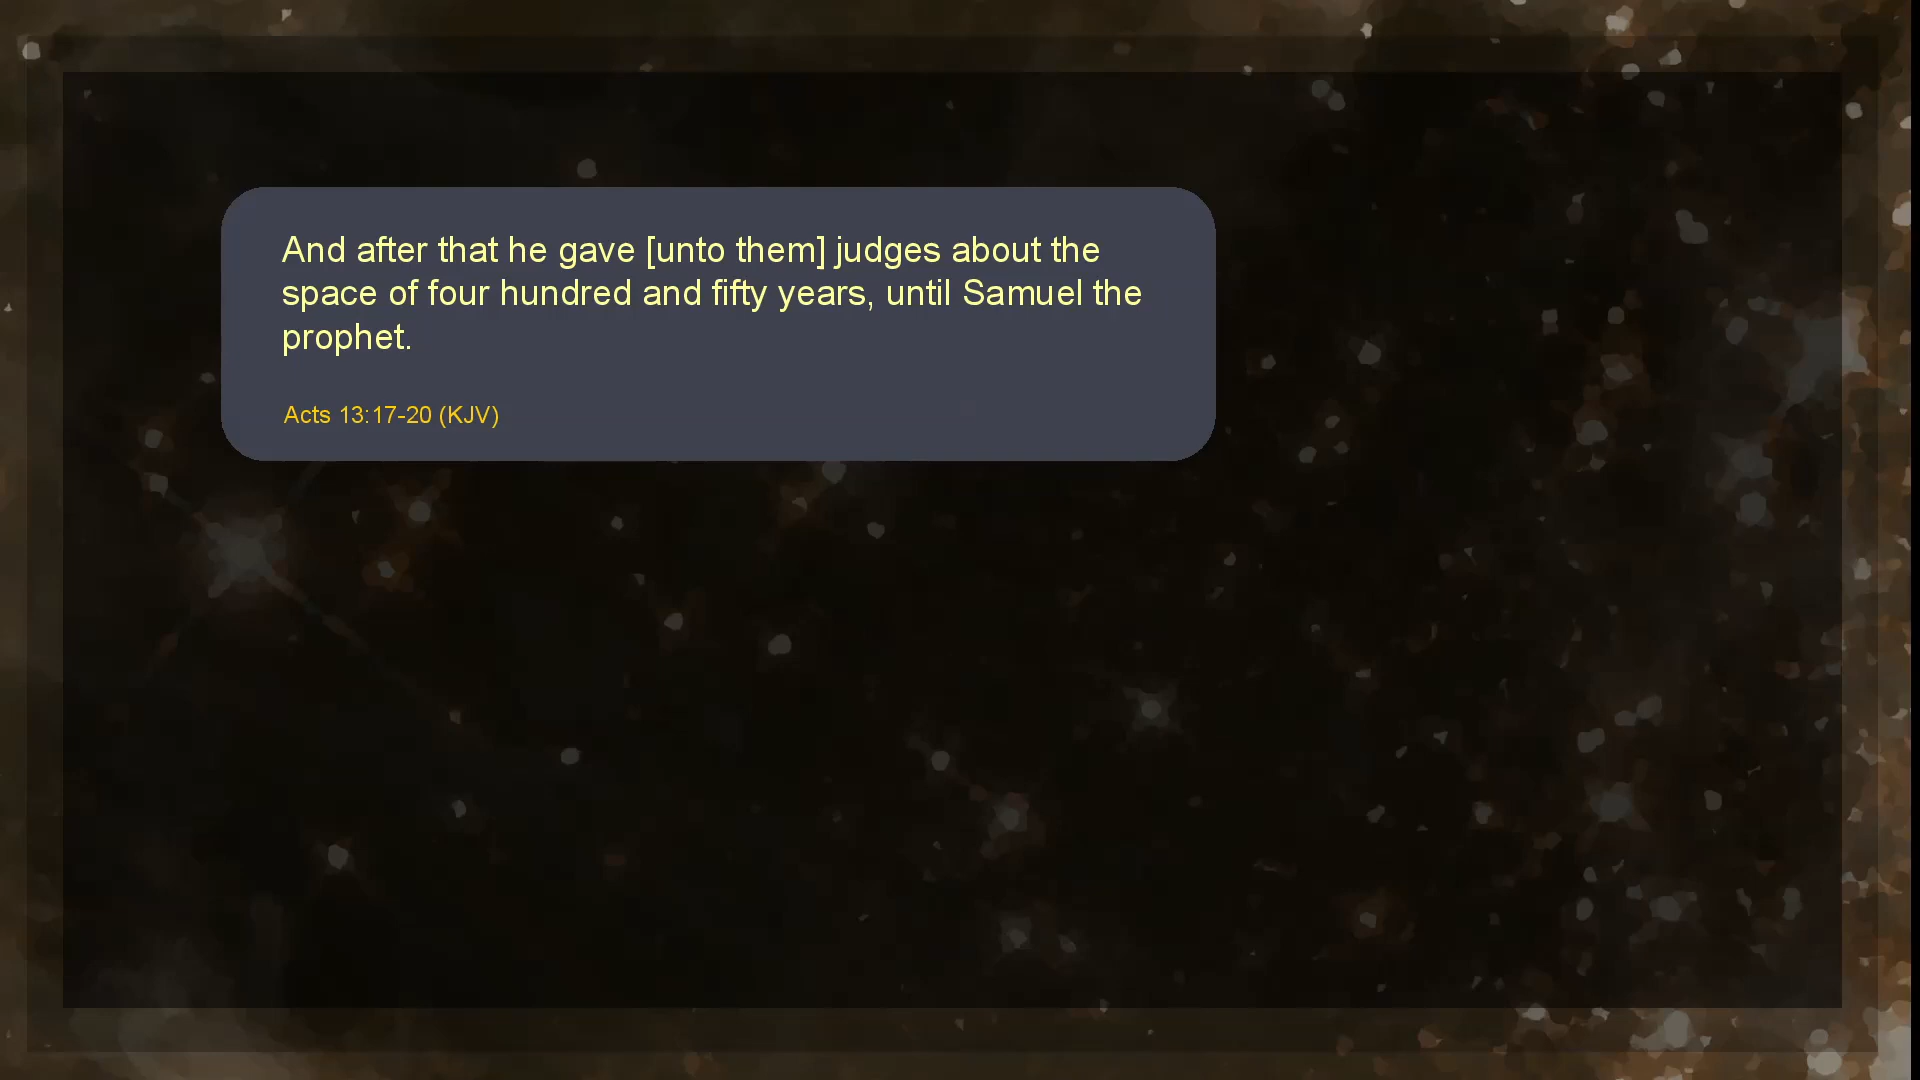 And after that he gave [unto them] judges about the
space of four hundred and fifty years, until Samuel the
prophet.
Acts 13:17-20 (KJV)